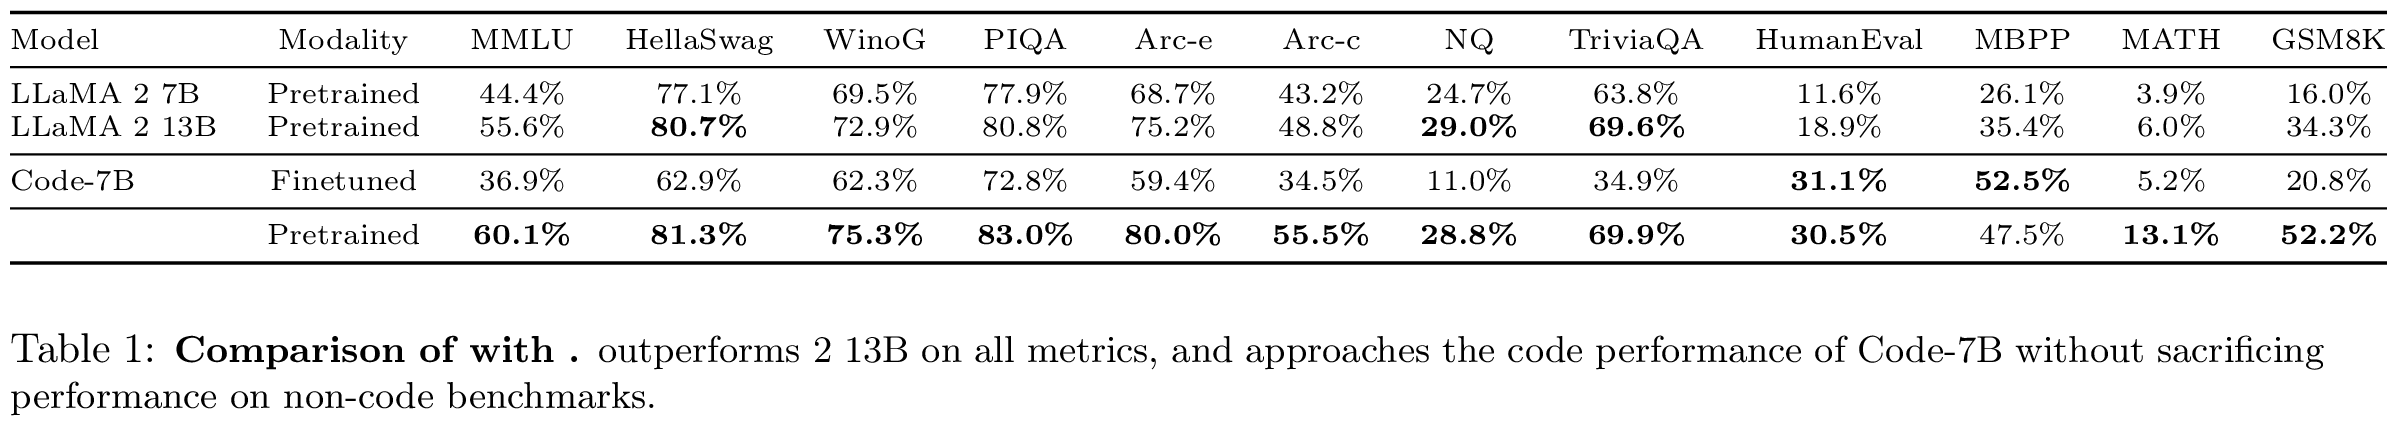 Model Modality MMLU HellaSwag WinoG PIQA Arc-e Arc-c NQ TriviaQA HumanEval MBPP MATH GSM8K
LLaMA 2 7B Pretrained 44.4% 77.1% 69.5% 77.9% 68.7% 43.2% 24.7% 63.8% 11.6% 26.1% 3.9% 16.0%
LLaMA 2 13B Pretrained 55.6% 80.7% 72.9% 80.8% 75.2% 48.8% 29.0% 69.6% 18.9% 35.4% 6.0% 34.3%
Code-7B Finetuned 36.9% 62.9% 62.3% 72.8% 59.4% 34.5% 11.0% 34.9% 31.1% 52.5% 5.2% 20.8%
Pretrained 60.1% 81.3% 75.3% 83.0% 80.0% 55.5% 28.8% 69.9% 30.5% 47.5% 13.1% 52.2%
Table 1: Comparison of with . outperforms 2 13B on all metrics, and approaches the code performance of Code-7B without sacrificing
performance on non-code benchmarks.